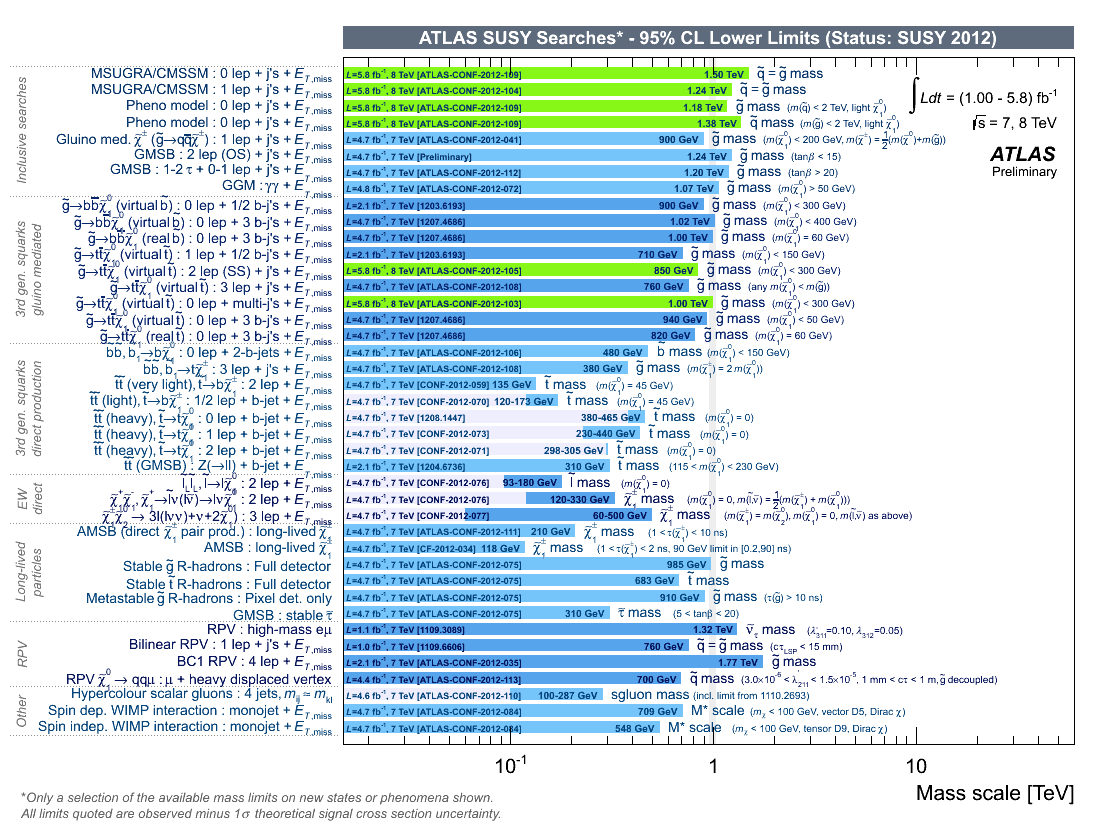 ATLAS SUSY Searches* - 95% CL Lower Limits (Status: SUSY 2012)
∫Ldt = (1.00 - 5.8) fb⁻¹
√s = 7, 8 TeV
ATLAS
Preliminary
Inclusive searches
MSUGRA/CMSSM : 0 lep + j's + E_T,miss L=5.8 fb⁻¹, 8 TeV [ATLAS-CONF-2012-109] 1.50 TeV q̃ = g̃ mass
MSUGRA/CMSSM : 1 lep + j's + E_T,miss L=5.8 fb⁻¹, 8 TeV [ATLAS-CONF-2012-104] 1.24 TeV q̃ = g̃ mass
Pheno model : 0 lep + j's + E_T,miss L=5.8 fb⁻¹, 8 TeV [ATLAS-CONF-2012-109] 1.18 TeV g̃ mass (m(q̃) < 2 TeV, light χ̃₁⁰)
Pheno model : 0 lep + j's + E_T,miss L=5.8 fb⁻¹, 8 TeV [ATLAS-CONF-2012-109] 1.38 TeV q̃ mass (m(g̃) < 2 TeV, light χ̃₁⁰)
Gluino med. χ̃± (g̃→qq̄χ̃±) : 1 lep + j's + E_T,miss L=4.7 fb⁻¹, 7 TeV [ATLAS-CONF-2012-041] 900 GeV g̃ mass (m(χ̃₁⁰) < 200 GeV, m(χ̃±) = ½(m(χ̃⁰)+m(g̃))
GMSB : 2 lep (OS) + j's + E_T,miss L=4.7 fb⁻¹, 7 TeV [Preliminary] 1.24 TeV g̃ mass (tanβ < 15)
GMSB : 1-2 τ + 0-1 lep + j's + E_T,miss L=4.7 fb⁻¹, 7 TeV [ATLAS-CONF-2012-112] 1.20 TeV g̃ mass (tanβ > 20)
GGM : γγ + E_T,miss L=4.8 fb⁻¹, 7 TeV [ATLAS-CONF-2012-072] 1.07 TeV g̃ mass (m(χ̃₁⁰) > 50 GeV)
3rd gen. squarks
gluino mediated
g̃→bb̄χ̃₁⁰ (virtual b̃) : 0 lep + 1/2 b-j's + E_T,miss L=2.1 fb⁻¹, 7 TeV [1203.6193] 900 GeV g̃ mass (m(χ̃₁⁰) < 300 GeV)
g̃→bb̄χ̃₁⁰ (virtual b̃) : 0 lep + 3 b-j's + E_T,miss L=4.7 fb⁻¹, 7 TeV [1207.4686] 1.02 TeV g̃ mass (m(χ̃₁⁰) < 400 GeV)
g̃→bb̄χ̃₁⁰ (real b̃) : 0 lep + 3 b-j's + E_T,miss L=4.7 fb⁻¹, 7 TeV [1207.4686] 1.00 TeV g̃ mass (m(χ̃₁⁰) = 60 GeV)
g̃→tt̄χ̃₁⁰ (virtual t̃) : 1 lep + 1/2 b-j's + E_T,miss L=2.1 fb⁻¹, 7 TeV [1203.6193] 710 GeV g̃ mass (m(χ̃₁⁰) < 150 GeV)
g̃→tt̄χ̃₁⁰ (virtual t̃) : 2 lep (SS) + j's + E_T,miss L=5.8 fb⁻¹, 8 TeV [ATLAS-CONF-2012-105] 850 GeV g̃ mass (m(χ̃₁⁰) < 300 GeV)
g̃→tt̄χ̃₁⁰ (virtual t̃) : 3 lep + j's + E_T,miss L=4.7 fb⁻¹, 7 TeV [ATLAS-CONF-2012-108] 760 GeV g̃ mass (any m(χ̃₁⁰) < m(g̃))
g̃→tt̄χ̃₁⁰ (virtual t̃) : 0 lep + multi-j's + E_T,miss L=5.8 fb⁻¹, 8 TeV [ATLAS-CONF-2012-103] 1.00 TeV g̃ mass (m(χ̃₁⁰) < 300 GeV)
g̃→tt̄χ̃₁⁰ (virtual t̃) : 0 lep + 3 b-j's + E_T,miss L=4.7 fb⁻¹, 7 TeV [1207.4686] 940 GeV g̃ mass (m(χ̃₁⁰) < 50 GeV)
g̃→tt̄χ̃₁⁰ (real t̃) : 0 lep + 3 b-j's + E_T,miss L=4.7 fb⁻¹, 7 TeV [1207.4686] 820 GeV g̃ mass (m(χ̃₁⁰) = 60 GeV)
3rd gen. squarks
direct production
b̃b̃, b̃₁→bχ̃₁⁰ : 0 lep + 2-b-jets + E_T,miss L=4.7 fb⁻¹, 7 TeV [ATLAS-CONF-2012-106] 480 GeV b̃ mass (m(χ̃₁⁰) < 150 GeV)
b̃b̃, b̃₁→tχ̃₁± : 3 lep + j's + E_T,miss L=4.7 fb⁻¹, 7 TeV [ATLAS-CONF-2012-108] 380 GeV g̃ mass (m(χ̃₁±) = 2 m(χ̃₁⁰))
t̃t̃ (very light), t̃→bχ̃₁± : 2 lep + E_T,miss L=4.7 fb⁻¹, 7 TeV [CONF-2012-059] 135 GeV t̃ mass (m(χ̃₁⁰) = 45 GeV)
t̃t̃ (light), t̃→bχ̃₁± : 1/2 lep + b-jet + E_T,miss L=4.7 fb⁻¹, 7 TeV [CONF-2012-070] 120-173 GeV t̃ mass (m(χ̃₁⁰) = 45 GeV)
t̃t̃ (heavy), t̃→tχ̃₁⁰ : 0 lep + b-jet + E_T,miss L=4.7 fb⁻¹, 7 TeV [1208.1447] 380-465 GeV t̃ mass (m(χ̃₁⁰) = 0)
t̃t̃ (heavy), t̃→tχ̃₁⁰ : 1 lep + b-jet + E_T,miss L=4.7 fb⁻¹, 7 TeV [CONF-2012-073] 230-440 GeV t̃ mass (m(χ̃₁⁰) = 0)
t̃t̃ (heavy), t̃→tχ̃₁⁰ : 2 lep + b-jet + E_T,miss L=4.7 fb⁻¹, 7 TeV [CONF-2012-071] 298-305 GeV t̃ mass (m(χ̃₁⁰) = 0)
t̃t̃ (GMSB) : Z(→ll) + b-jet + E_T,miss L=2.1 fb⁻¹, 7 TeV [1204.6736] 310 GeV t̃ mass (115 < m(χ̃₁⁰) < 230 GeV)
EW
direct
l̃_L l̃_L, l̃→lχ̃₁⁰ : 2 lep + E_T,miss L=4.7 fb⁻¹, 7 TeV [CONF-2012-076] 93-180 GeV l̃ mass (m(χ̃₁⁰) = 0)
χ̃₁⁺χ̃₁⁻, χ̃₁⁺→l̃ν(lν̃)→lνχ̃₁⁰ : 2 lep + E_T,miss L=4.7 fb⁻¹, 7 TeV [CONF-2012-076] 120-330 GeV χ̃₁± mass (m(χ̃₁⁰) = 0, m(l̃,ν̃) = ½(m(χ̃₁±) + m(χ̃₁⁰)))
χ̃₁±χ̃₂⁰ → 3l(lνν)+ν+2χ̃₁⁰) : 3 lep + E_T,miss L=4.7 fb⁻¹, 7 TeV [CONF-2012-077] 60-500 GeV χ̃₁± mass (m(χ̃₁±) = m(χ̃₂⁰), m(χ̃₁⁰) = 0, m(l̃,ν̃) as above)
Long-lived
particles
AMSB (direct χ̃₁± pair prod.) : long-lived χ̃₁± L=4.7 fb⁻¹, 7 TeV [ATLAS-CONF-2012-111] 210 GeV χ̃₁± mass (1 < τ(χ̃₁±) < 10 ns)
AMSB : long-lived χ̃₁± L=4.7 fb⁻¹, 7 TeV [CF-2012-034] 118 GeV χ̃₁± mass (1 < τ(χ̃₁±) < 2 ns, 90 GeV limit in [0.2,90] ns)
Stable g̃ R-hadrons : Full detector L=4.7 fb⁻¹, 7 TeV [ATLAS-CONF-2012-075] 985 GeV g̃ mass
Stable t̃ R-hadrons : Full detector L=4.7 fb⁻¹, 7 TeV [ATLAS-CONF-2012-075] 683 GeV t̃ mass
Metastable g̃ R-hadrons : Pixel det. only L=4.7 fb⁻¹, 7 TeV [ATLAS-CONF-2012-075] 910 GeV g̃ mass (τ(g̃) > 10 ns)
GMSB : stable τ̃ L=4.7 fb⁻¹, 7 TeV [ATLAS-CONF-2012-075] 310 GeV τ̃ mass (5 < tanβ < 20)
RPV
RPV : high-mass eμ L=1.1 fb⁻¹, 7 TeV [1109.3089] 1.32 TeV ν̃_τ mass (λ'₃₁₁=0.10, λ₃₁₂=0.05)
Bilinear RPV : 1 lep + j's + E_T,miss L=1.0 fb⁻¹, 7 TeV [1109.6606] 760 GeV q̃ = g̃ mass (cτ_LSP < 15 mm)
BC1 RPV : 4 lep + E_T,miss L=2.1 fb⁻¹, 7 TeV [ATLAS-CONF-2012-035] 1.77 TeV g̃ mass
RPV χ̃₁⁰ → qqμ : μ + heavy displaced vertex L=4.4 fb⁻¹, 7 TeV [ATLAS-CONF-2012-113] 700 GeV q̃ mass (3.0×10⁻⁶ < λ'₂₁₁ < 1.5×10⁻⁵, 1 mm < cτ < 1 m, g̃ decoupled)
Other
Hypercolour scalar gluons : 4 jets, m_ij ≈ m_kl L=4.6 fb⁻¹, 7 TeV [ATLAS-CONF-2012-110] 100-287 GeV sgluon mass (incl. limit from 1110.2693)
Spin dep. WIMP interaction : monojet + E_T,miss L=4.7 fb⁻¹, 7 TeV [ATLAS-CONF-2012-084] 709 GeV M* scale (m_χ < 100 GeV, vector D5, Dirac χ)
Spin indep. WIMP interaction : monojet + E_T,miss L=4.7 fb⁻¹, 7 TeV [ATLAS-CONF-2012-084] 548 GeV M* scale (m_χ < 100 GeV, tensor D9, Dirac χ)
10⁻¹ 1 10
Mass scale [TeV]
*Only a selection of the available mass limits on new states or phenomena shown.
All limits quoted are observed minus 1σ theoretical signal cross section uncertainty.